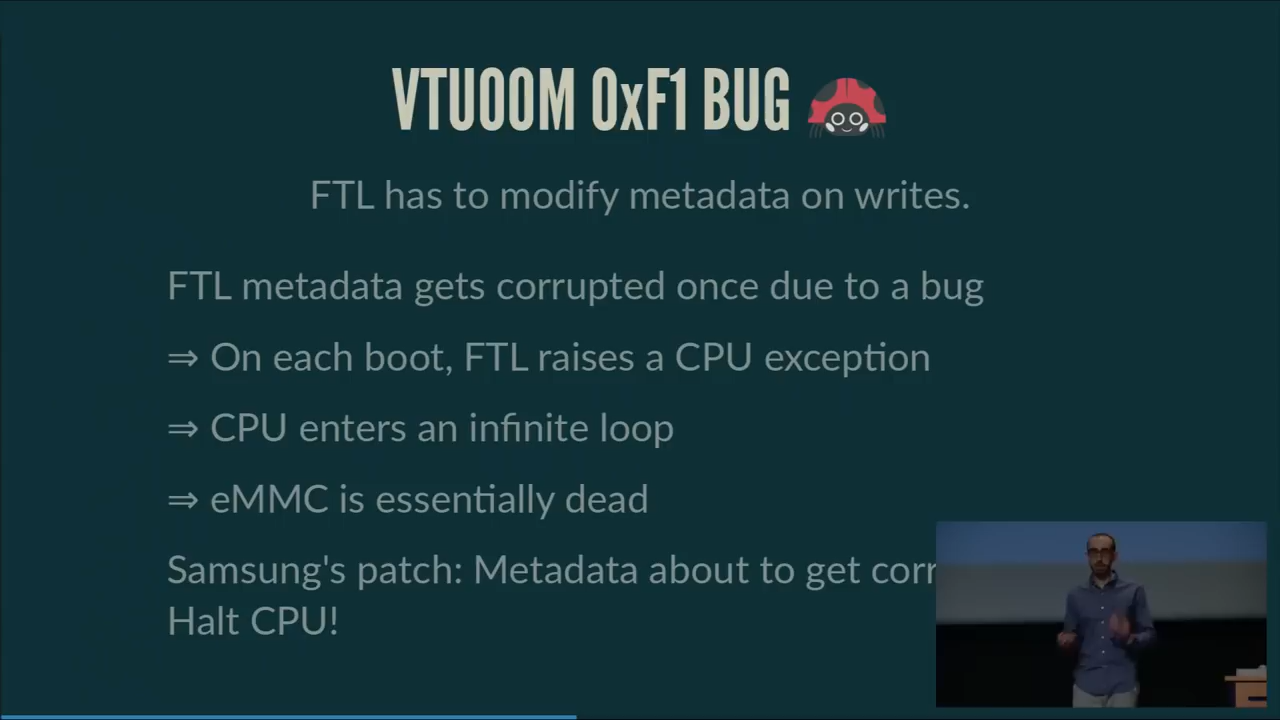 VTU00M 0xF1 BUG
FTL has to modify metadata on writes.
FTL metadata gets corrupted once due to a bug
⇒ On each boot, FTL raises a CPU exception
⇒ CPU enters an infinite loop
⇒ eMMC is essentially dead
Samsung's patch: Metadata about to get corr
Halt CPU!